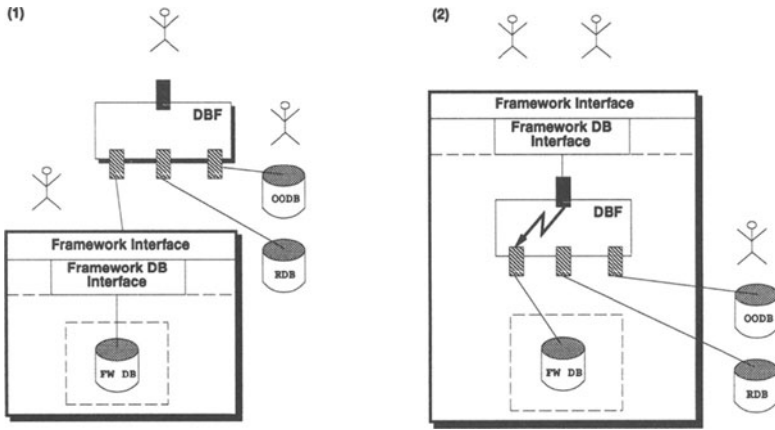 (1)
DBF
OODB
RDB
Framework Interface
Framework DB
Interface
FW DB
(2)
Framework Interface
Framework DB
Interface
DBF
OODB
RDB
FW DB